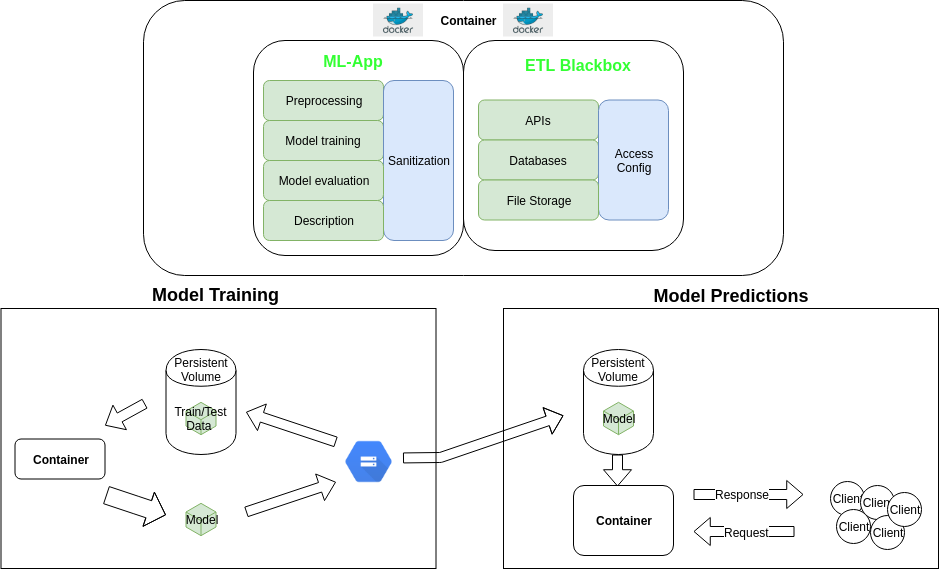 Container
docker
docker
ML-App
Preprocessing
Model training
Model evaluation
Description
Sanitization
ETL Blackbox
APIs
Databases
File Storage
Access
Config
Model Training
Persistent
Volume
Train/Test
Data
Container
Model
Model Predictions
Persistent
Volume
Model
Container
Response
Request
Client
Client
Client
Client
Client